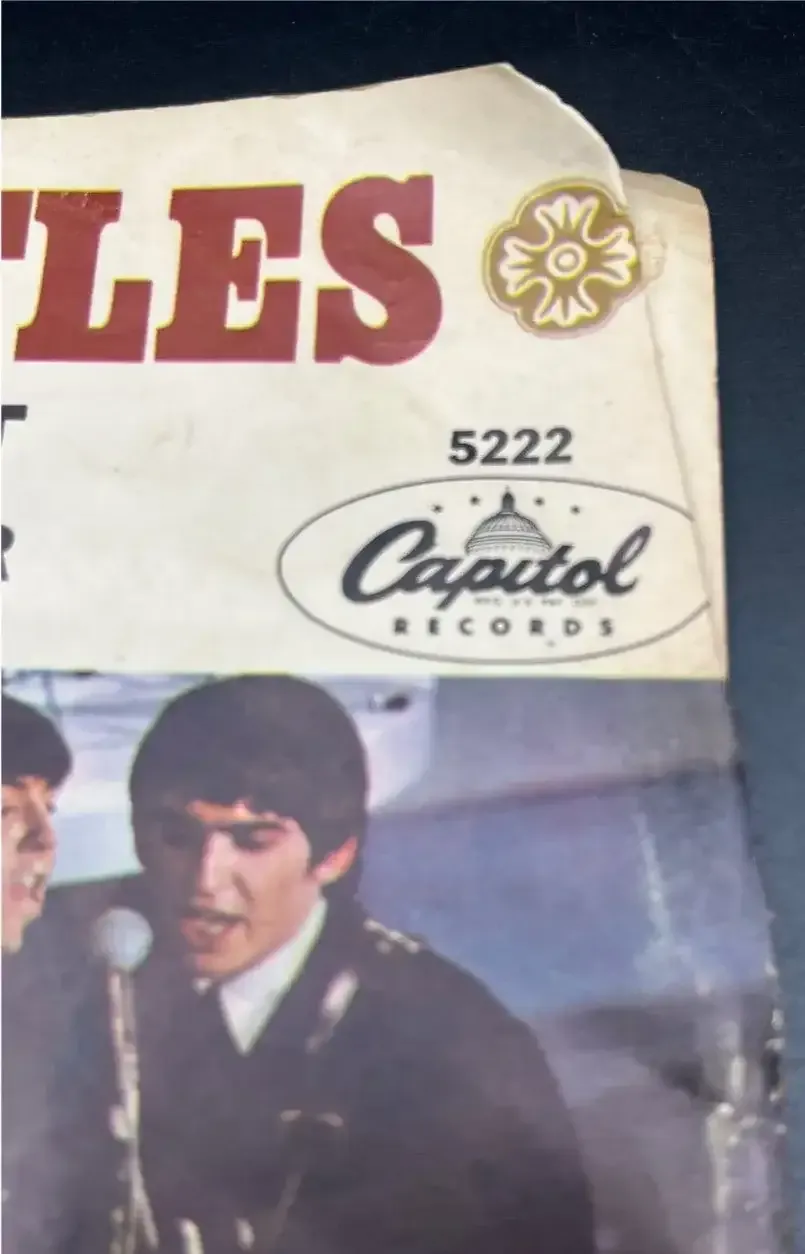 TLES
T
5222
R
Capitol
RECORDS